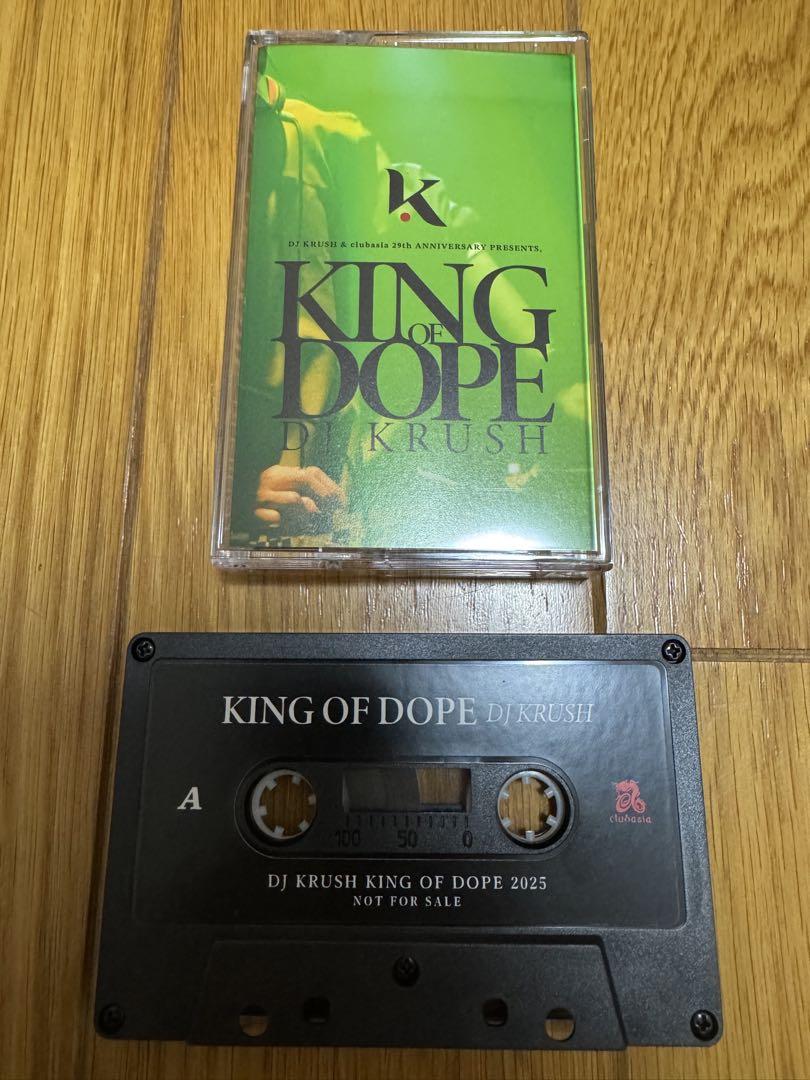 K
DJ KRUSH & clubasia 29th ANNIVERSARY PRESENTS,
KING
OF
DOPE
DJ KRUSH
KING OF DOPE DJ KRUSH
A
clubasia
100 50 0
DJ KRUSH KING OF DOPE 2025
NOT FOR SALE